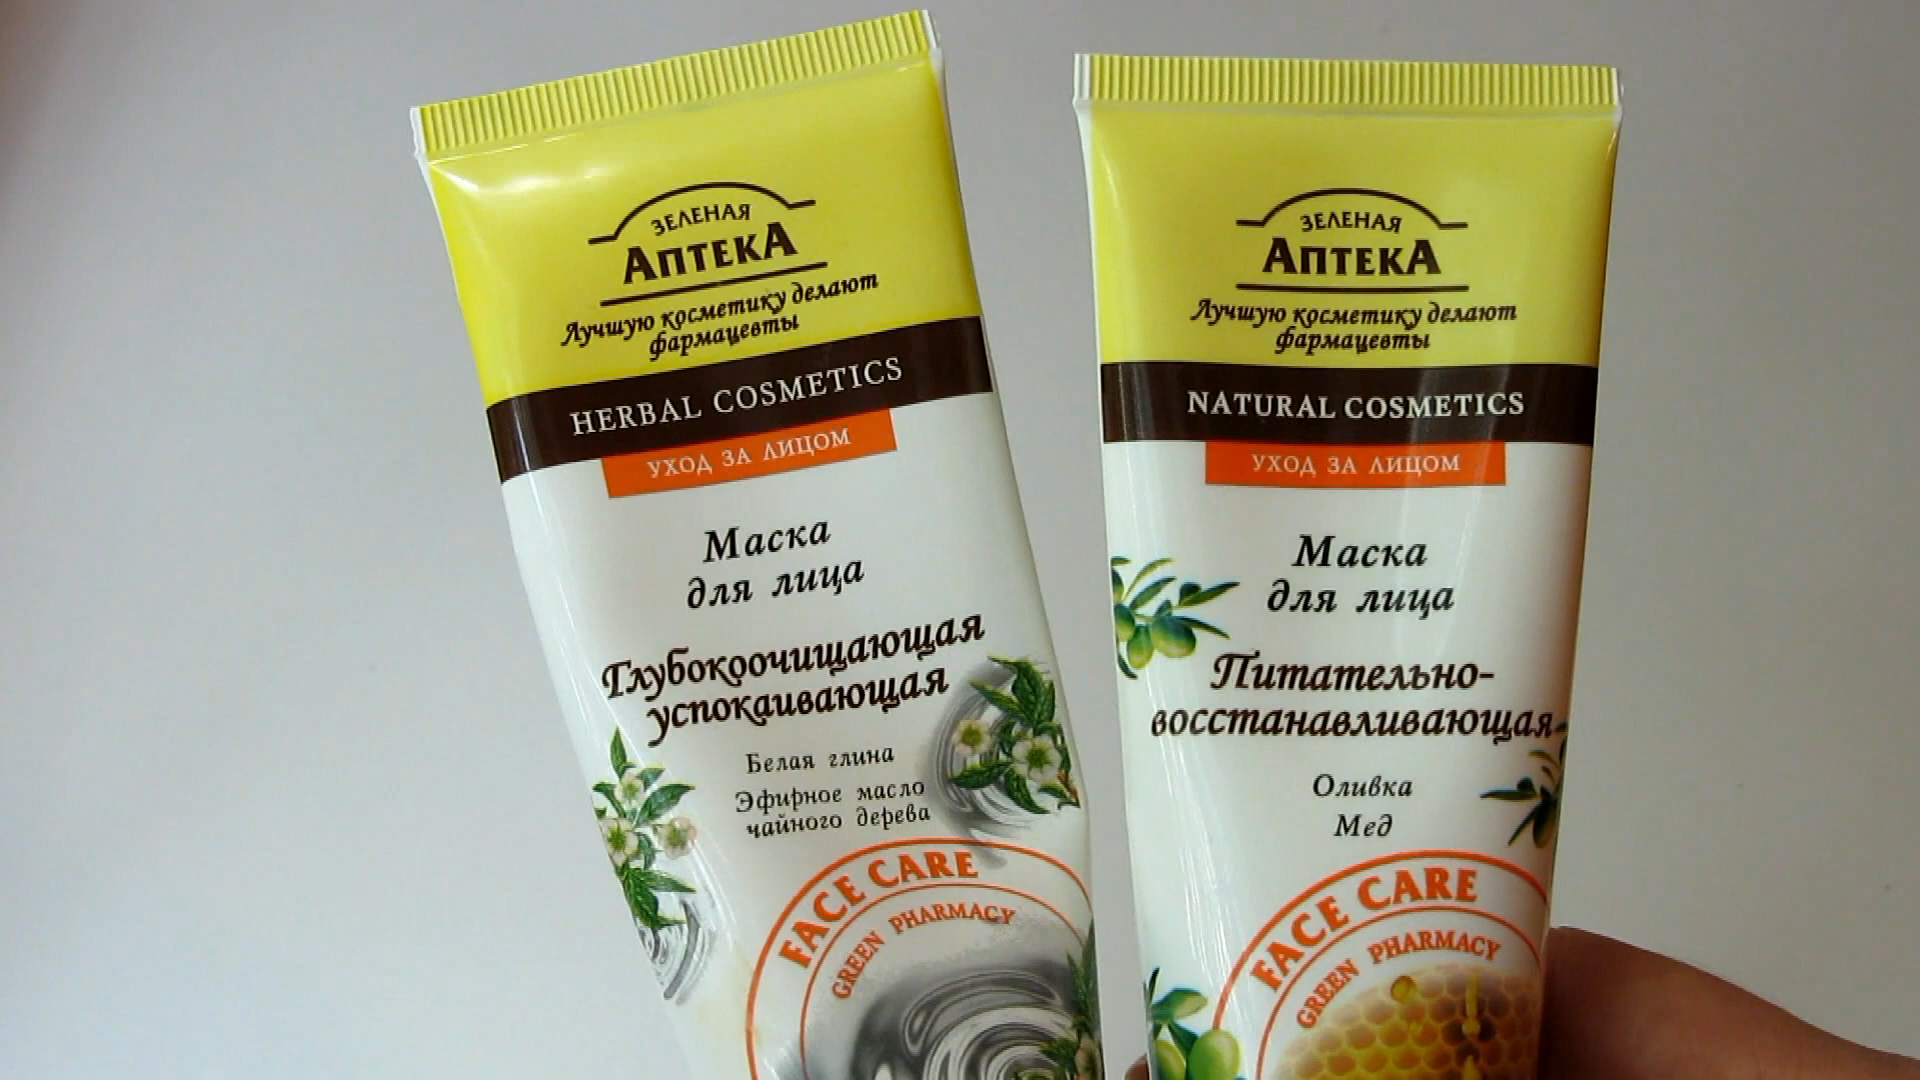 ЗЕЛЕНАЯ
АПТЕКА
Лучшую косметику делают
фармацевты
HERBAL COSMETICS
УХОД ЗА ЛИЦОМ
Маска
для лица
Глубокоочищающая
успокаивающая
Белая глина
Эфирное масло
чайного дерева
FACE CARE
GREEN PHARMACY
ЗЕЛЕНАЯ
АПТЕКА
Лучшую косметику делают
фармацевты
NATURAL COSMETICS
УХОД ЗА ЛИЦОМ
Маска
для лица
Питательно-
восстанавливающая
Оливка
Мед
FACE CARE
GREEN PHARMACY